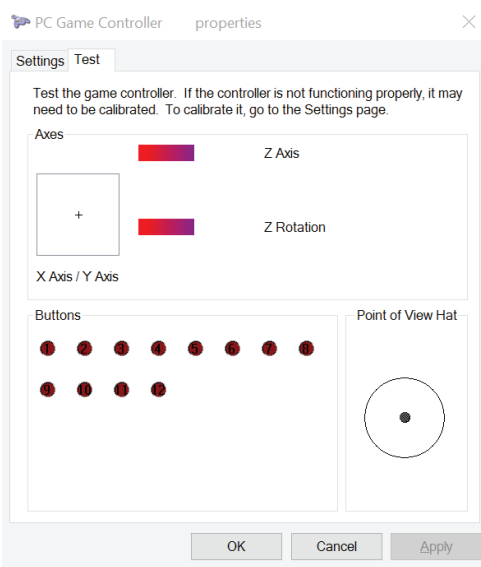 PC Game Controller properties
Settings Test
Test the game controller. If the controller is not functioning properly, it may
need to be calibrated. To calibrate it, go to the Settings page.
Axes
Z Axis
Z Rotation
X Axis / Y Axis
Buttons
1 2 3 4 5 6 7 8
9 10 11 12
Point of View Hat
OK Cancel Apply